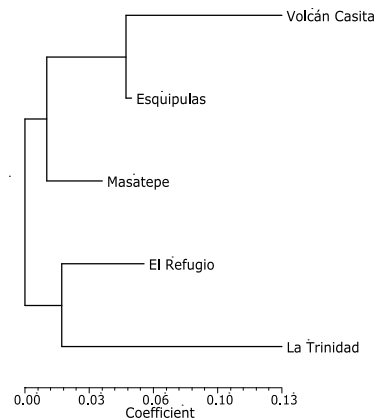 Volcán Casita
Esquipulas
Masatepe
El Refugio
La Trinidad
0.00 0.03 0.06 0.10 0.13
Coefficient